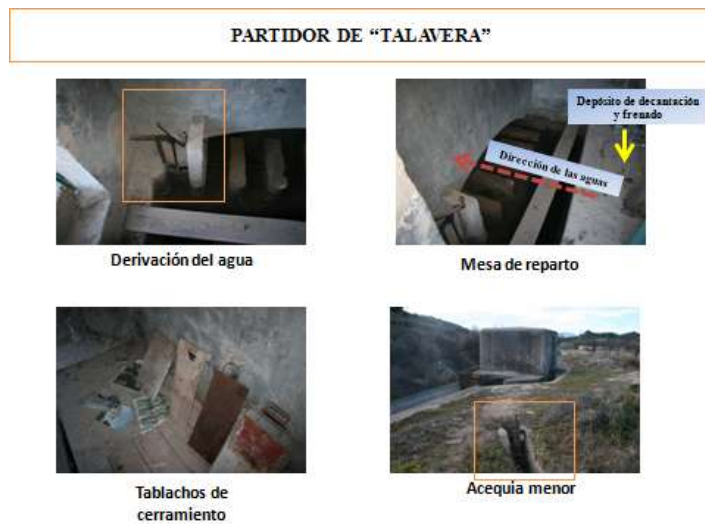 PARTIDOR DE “TALAVERA”
Depósito de decantación
y frenado
Dirección de las aguas
Derivación del agua
Mesa de reparto
Tablachos de
cerramiento
Acequia menor